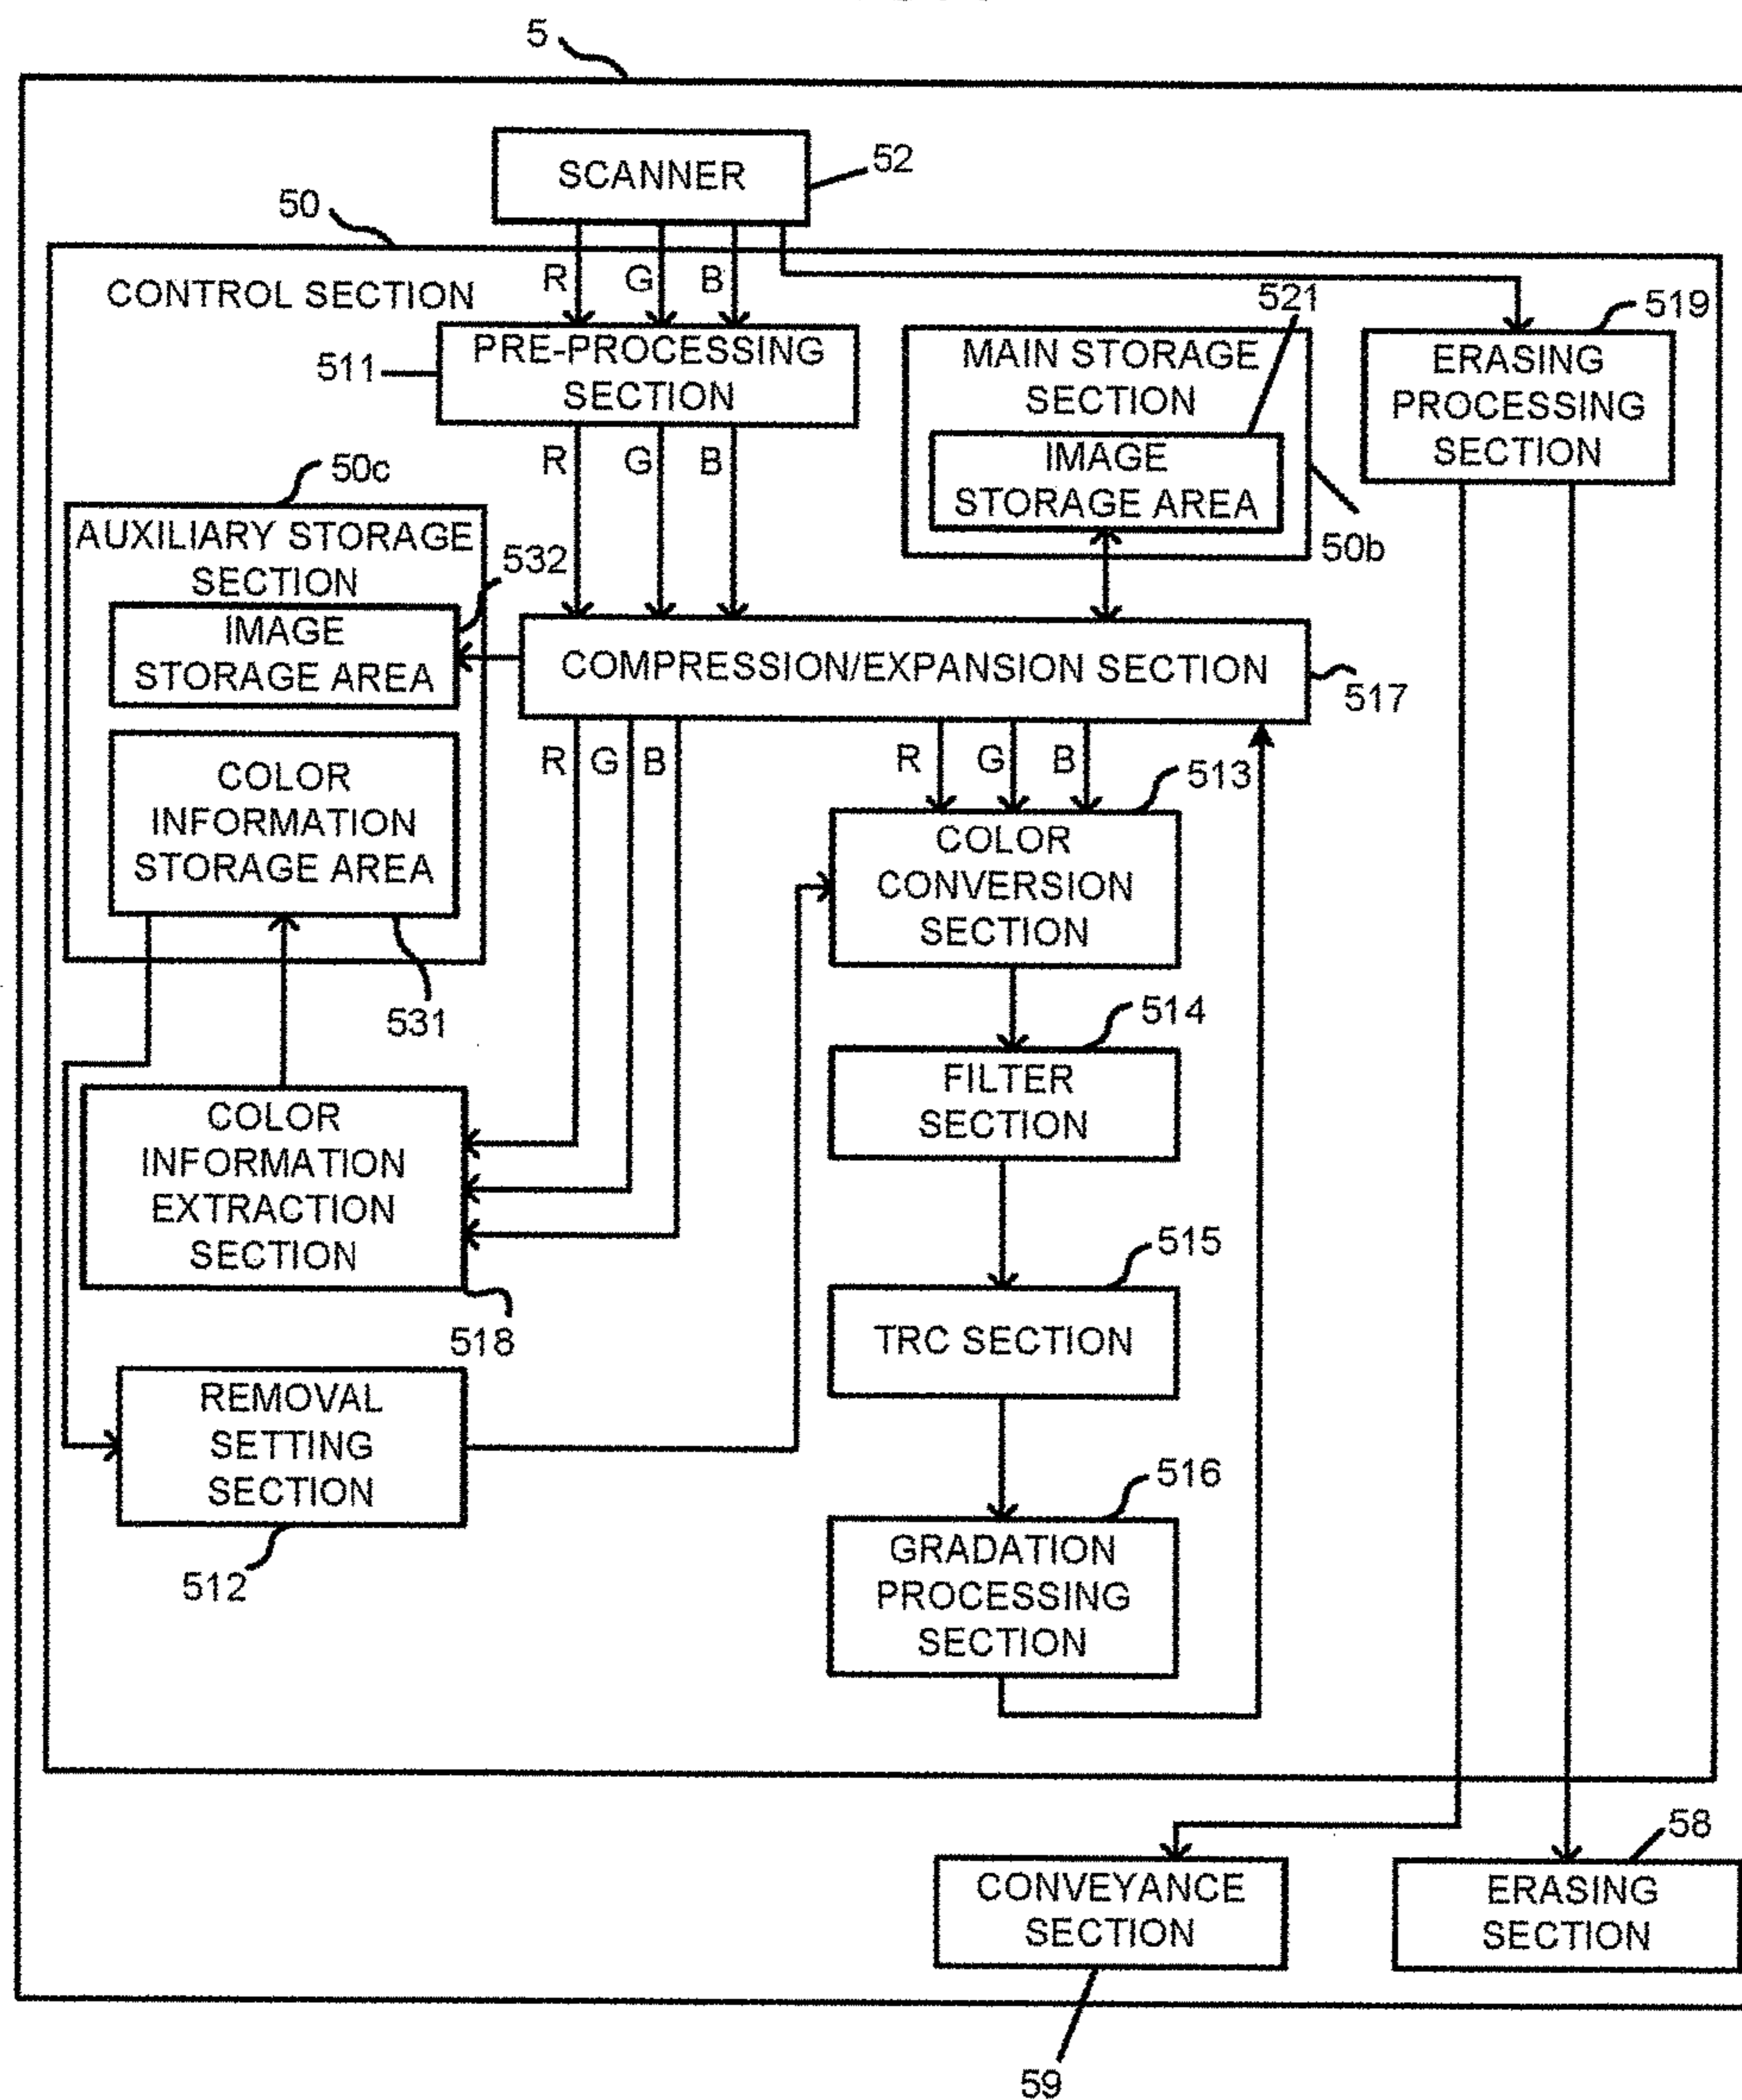 5
SCANNER
52
50
CONTROL SECTION
R
G
B
521
519
511
PRE-PROCESSING
SECTION
MAIN STORAGE
SECTION
ERASING
PROCESSING
SECTION
R
G
B
IMAGE
STORAGE AREA
50c
50b
AUXILIARY STORAGE
SECTION
532
IMAGE
STORAGE AREA
COMPRESSION/EXPANSION SECTION
517
R
G
B
R
G
B
513
COLOR
INFORMATION
STORAGE AREA
COLOR
CONVERSION
SECTION
531
514
FILTER
SECTION
COLOR
INFORMATION
EXTRACTION
SECTION
518
515
TRC SECTION
REMOVAL
SETTING
SECTION
512
516
GRADATION
PROCESSING
SECTION
58
CONVEYANCE
SECTION
ERASING
SECTION
59